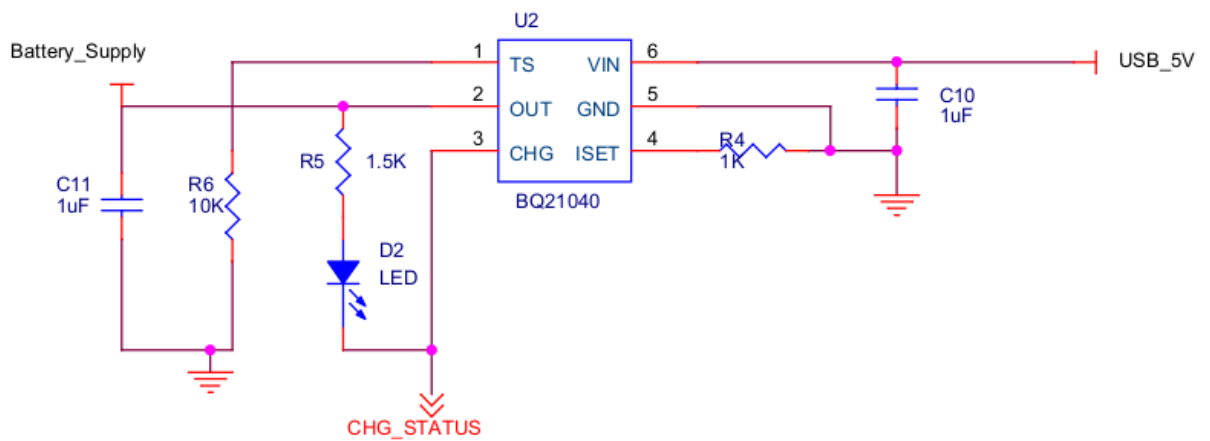 U2
Battery_Supply
1
6
TS
VIN
USB_5V
2
5
OUT
GND
C10
1uF
3
4
R4
1K
CHG
ISET
R5
1.5K
C11
1uF
R6
10K
BQ21040
D2
LED
CHG_STATUS